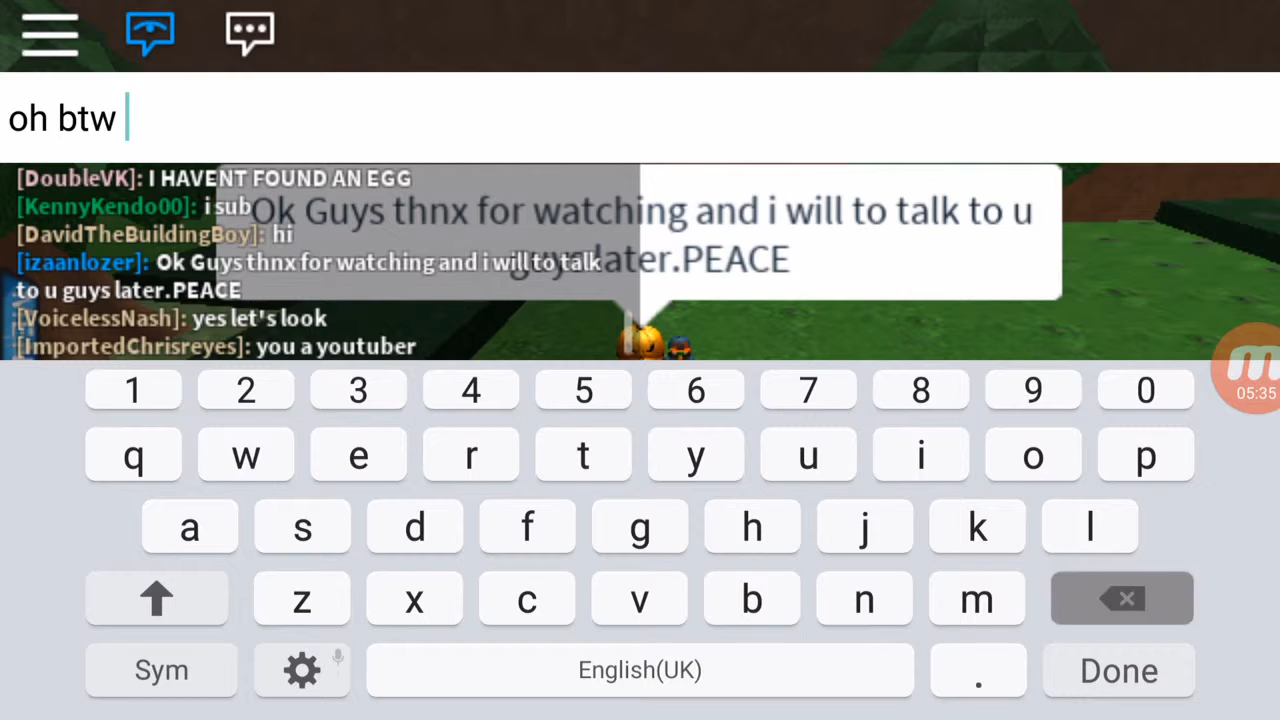 oh btw
[DoubleVK]: I HAVENT FOUND AN EGG
[KennyKendo00]: i sub
[DavidTheBuildingBoy]: hi
[izaanlozer]: Ok Guys thnx for watching and i will to talk
to u guys later.PEACE
[VoicelessNash]: yes let's look
[ImportedChrisreyes]: you a youtuber
Ok Guys thnx for watching and i will to talk to u
guys later.PEACE
05:35
1 2 3 4 5 6 7 8 9 0
q w e r t y u i o p
a s d f g h j k l
z x c v b n m
Sym English(UK) . Done